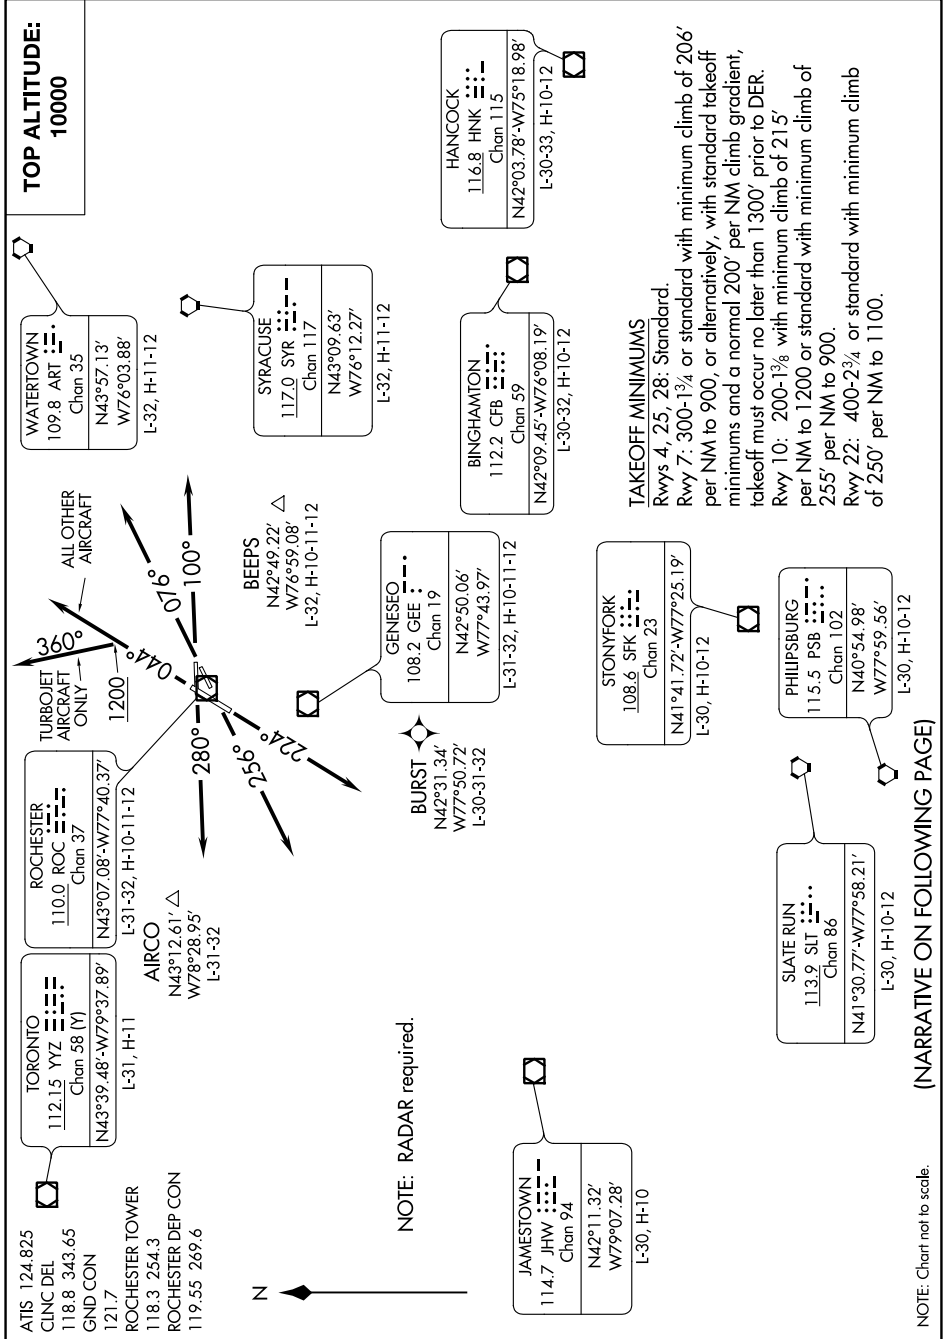 TOP ALTITUDE:
10000
ATIS 124.825
CLNC DEL
118.8 343.65
GND CON
121.7
ROCHESTER TOWER
118.3 254.3
ROCHESTER DEP CON
119.55 269.6
TORONTO
112.15 YYZ
Chan 58 (Y)
N43°39.48'-W79°37.89'
L-31, H-11
ROCHESTER
110.0 ROC
Chan 37
N43°07.08'-W77°40.37'
L-31-32, H-10-11-12
TURBOJET
AIRCRAFT
ONLY
360°
1200
ALL OTHER
AIRCRAFT
044°
076°
100°
280°
256°
224°
WATERTOWN
109.8 ART
Chan 35
N43°57.13'
W76°03.88'
L-32, H-11-12
SYRACUSE
117.0 SYR
Chan 117
N43°09.63'
W76°12.27'
L-32, H-11-12
AIRCO
N43°12.61'
W78°28.95'
L-31-32
BEEPS
N42°49.22'
W76°59.08'
L-32, H-10-11-12
GENESEO
108.2 GEE
Chan 19
N42°50.06'
W77°43.97'
L-31-32, H-10-11-12
BURST
N42°31.34'
W77°50.72'
L-30-31-32
HANCOCK
116.8 HNK
Chan 115
N42°03.78'-W75°18.98'
L-30-33, H-10-12
BINGHAMTON
112.2 CFB
Chan 59
N42°09.45'-W76°08.19'
L-30-32, H-10-12
N
NOTE: RADAR required.
JAMESTOWN
114.7 JHW
Chan 94
N42°11.32'
W79°07.28'
L-30, H-10
STONYFORK
108.6 SFK
Chan 23
N41°41.72'-W77°25.19'
L-30, H-10-12
SLATE RUN
113.9 SLT
Chan 86
N41°30.77'-W77°58.21'
L-30, H-10-12
PHILIPSBURG
115.5 PSB
Chan 102
N40°54.98'
W77°59.56'
L-30, H-10-12
TAKEOFF MINIMUMS
Rwys 4, 25, 28: Standard.
Rwy 7: 300-1¾ or standard with minimum climb of 206'
per NM to 900, or alternatively, with standard takeoff
minimums and a normal 200' per NM climb gradient,
takeoff must occur no later than 1300' prior to DER.
Rwy 10: 200-1⅜ with minimum climb of 215'
per NM to 1200 or standard with minimum climb of
255' per NM to 900.
Rwy 22: 400-2¾ or standard with minimum climb
of 250' per NM to 1100.
(NARRATIVE ON FOLLOWING PAGE)
NOTE: Chart not to scale.